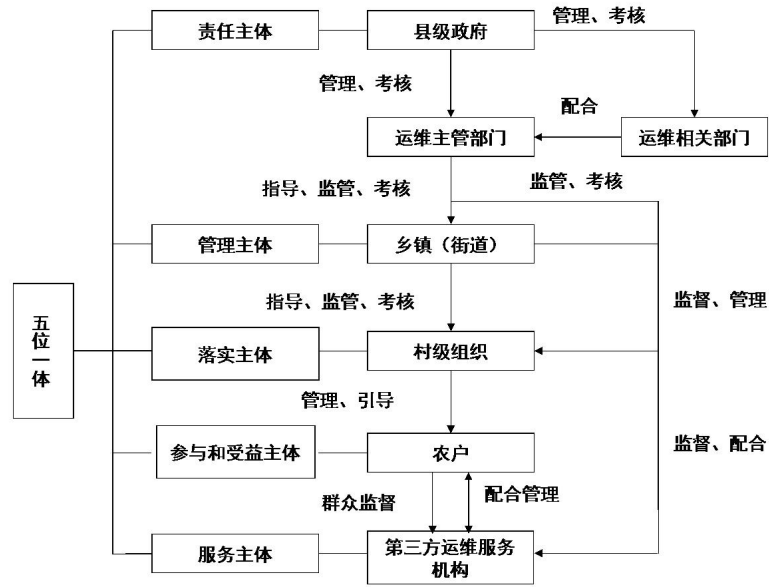 责任主体
县级政府
管理、考核
管理、考核
配合
运维主管部门
运维相关部门
指导、监管、考核
监管、考核
管理主体
乡镇（街道）
五位一体
指导、监管、考核
监督、管理
落实主体
村级组织
管理、引导
参与和受益主体
农户
监督、配合
群众监督
配合管理
服务主体
第三方运维服务
机构